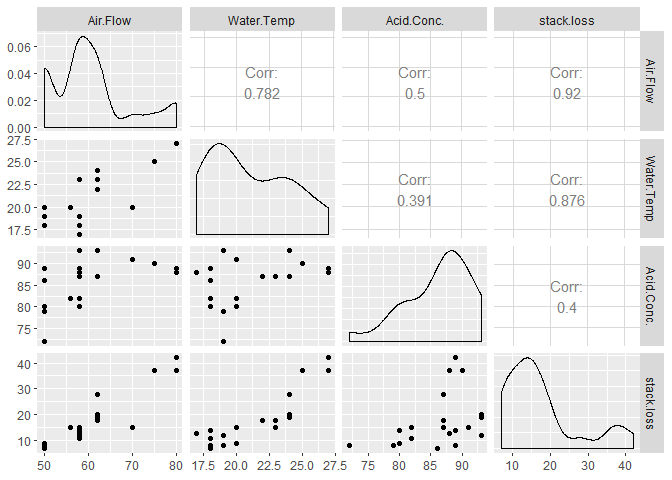 Air.Flow Water.Temp Acid.Conc. stack.loss
0.06
0.04
0.02
0.00
Corr:
0.782
Corr:
0.5
Corr:
0.92
Air.Flow
27.5
25.0
22.5
20.0
17.5
Corr:
0.391
Corr:
0.876
Water.Temp
90
85
80
75
Corr:
0.4
Acid.Conc.
40
30
20
10
stack.loss
50 60 70 80 17.5 20.0 22.5 25.0 27.5 75 80 85 90 10 20 30 40